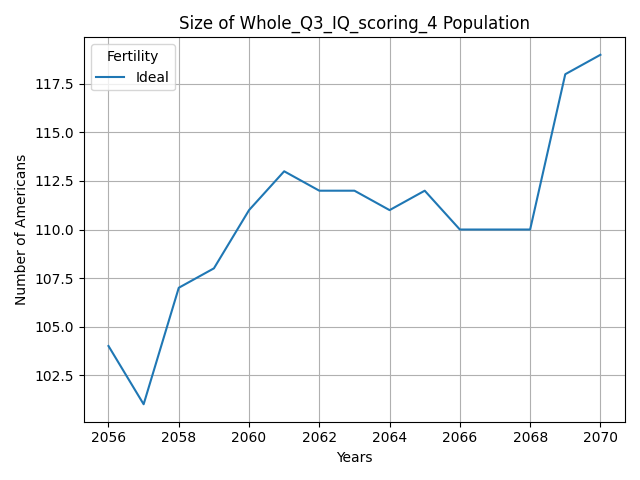 Size of Whole_Q3_IQ_scoring_4 Population
Fertility
Ideal
117.5
115.0
112.5
110.0
107.5
105.0
102.5
Number of Americans
2056 2058 2060 2062 2064 2066 2068 2070
Years